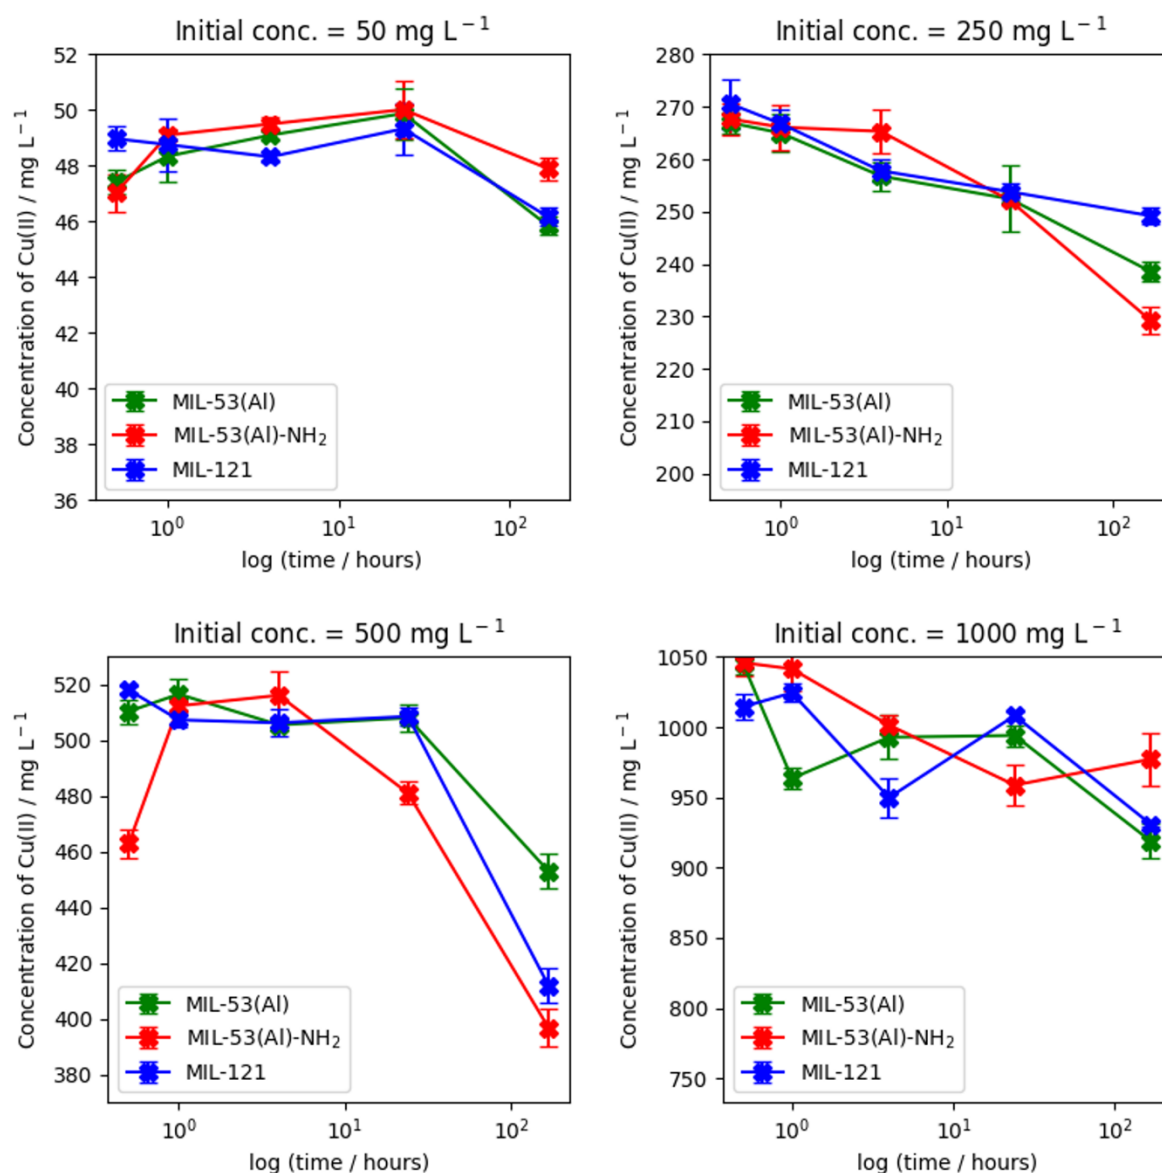 Initial conc. = 50 mg L⁻¹
Concentration of Cu(II) / mg L⁻¹
52
50
48
46
44
42
40
38
36
MIL-53(Al)
MIL-53(Al)-NH₂
MIL-121
10⁰ 10¹ 10²
log (time / hours)
Initial conc. = 250 mg L⁻¹
Concentration of Cu(II) / mg L⁻¹
280
270
260
250
240
230
220
210
200
MIL-53(Al)
MIL-53(Al)-NH₂
MIL-121
10⁰ 10¹ 10²
log (time / hours)
Initial conc. = 500 mg L⁻¹
Concentration of Cu(II) / mg L⁻¹
520
500
480
460
440
420
400
380
MIL-53(Al)
MIL-53(Al)-NH₂
MIL-121
10⁰ 10¹ 10²
log (time / hours)
Initial conc. = 1000 mg L⁻¹
Concentration of Cu(II) / mg L⁻¹
1050
1000
950
900
850
800
750
MIL-53(Al)
MIL-53(Al)-NH₂
MIL-121
10⁰ 10¹ 10²
log (time / hours)